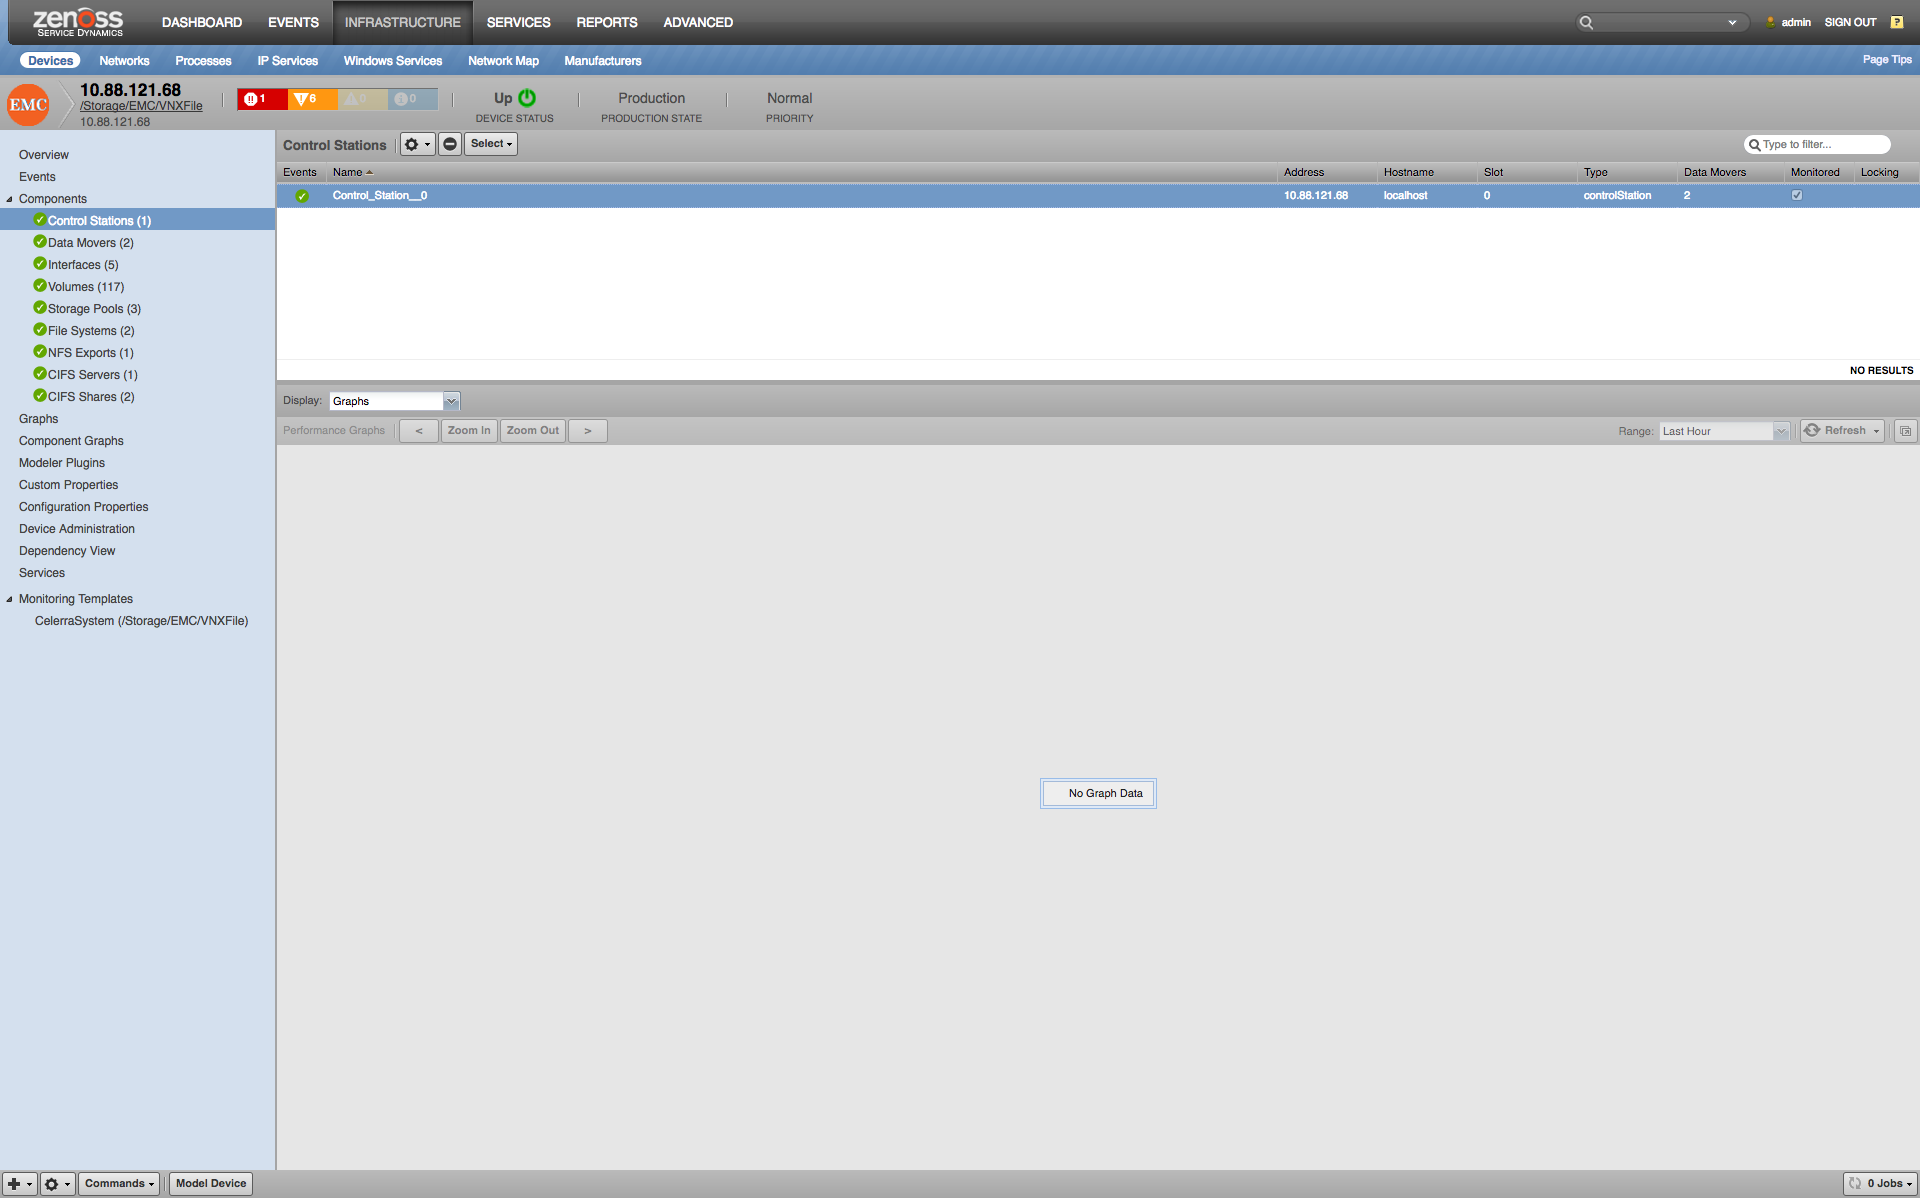 zenoss
SERVICE DYNAMICS
DASHBOARD EVENTS INFRASTRUCTURE SERVICES REPORTS ADVANCED
admin SIGN OUT ?
Devices Networks Processes IP Services Windows Services Network Map Manufacturers
Page Tips
EMC
10.88.121.68
/Storage/EMC/VNXFile
10.88.121.68
1 6 0 0
Up
DEVICE STATUS
Production
PRODUCTION STATE
Normal
PRIORITY
Overview
Events
Components
Control Stations (1)
Data Movers (2)
Interfaces (5)
Volumes (117)
Storage Pools (3)
File Systems (2)
NFS Exports (1)
CIFS Servers (1)
CIFS Shares (2)
Graphs
Component Graphs
Modeler Plugins
Custom Properties
Configuration Properties
Device Administration
Dependency View
Services
Monitoring Templates
CelerraSystem (/Storage/EMC/VNXFile)
Control Stations Select
Type to filter...
Events Name Address Hostname Slot Type Data Movers Monitored Locking
Control_Station__0 10.88.121.68 localhost 0 controlStation 2
NO RESULTS
Display: Graphs
Performance Graphs < Zoom In Zoom Out >
Range: Last Hour Refresh
No Graph Data
Commands Model Device
0 Jobs